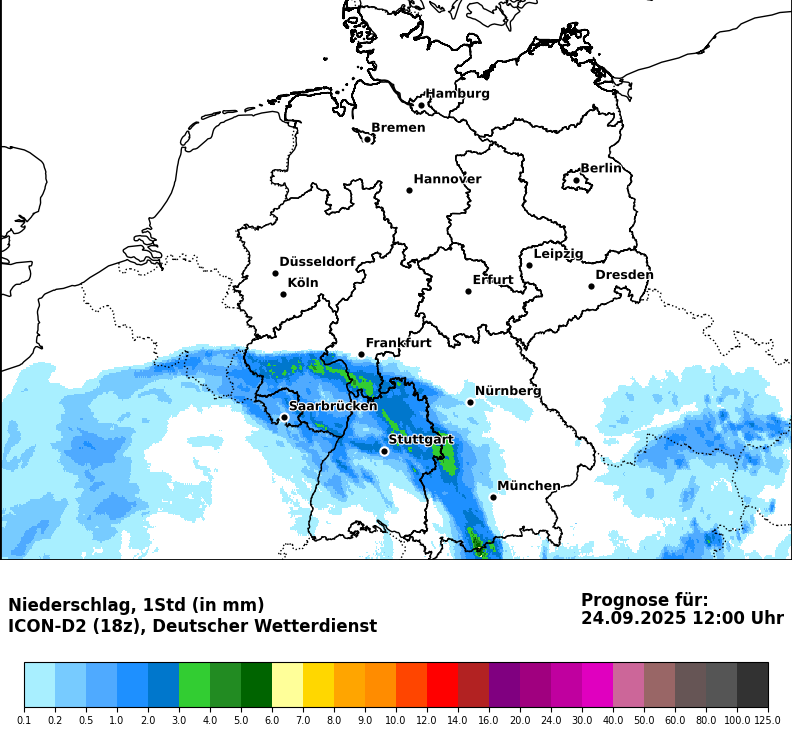 Hamburg
Bremen
Berlin
Hannover
Leipzig
Düsseldorf
Dresden
Köln
Erfurt
Frankfurt
Nürnberg
Saarbrücken
Stuttgart
München
Niederschlag, 1Std (in mm)
ICON-D2 (18z), Deutscher Wetterdienst
Prognose für:
24.09.2025 12:00 Uhr
0.1 0.2 0.5 1.0 2.0 3.0 4.0 5.0 6.0 7.0 8.0 9.0 10.0 12.0 14.0 16.0 20.0 24.0 30.0 40.0 50.0 60.0 80.0 100.0 125.0